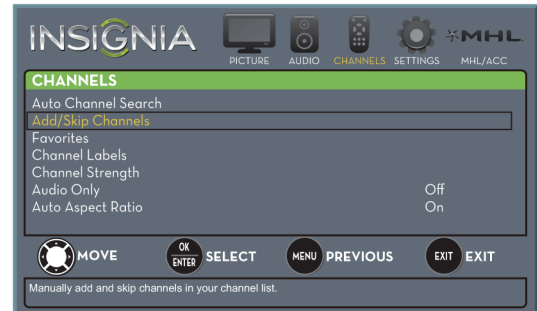 INSIGNIA
PICTURE AUDIO CHANNELS SETTINGS MHL MHL/ACC
CHANNELS
Auto Channel Search
Add/Skip Channels
Favorites
Channel Labels
Channel Strength
Audio Only Off
Auto Aspect Ratio On
MOVE OK ENTER SELECT MENU PREVIOUS EXIT EXIT
Manually add and skip channels in your channel list.